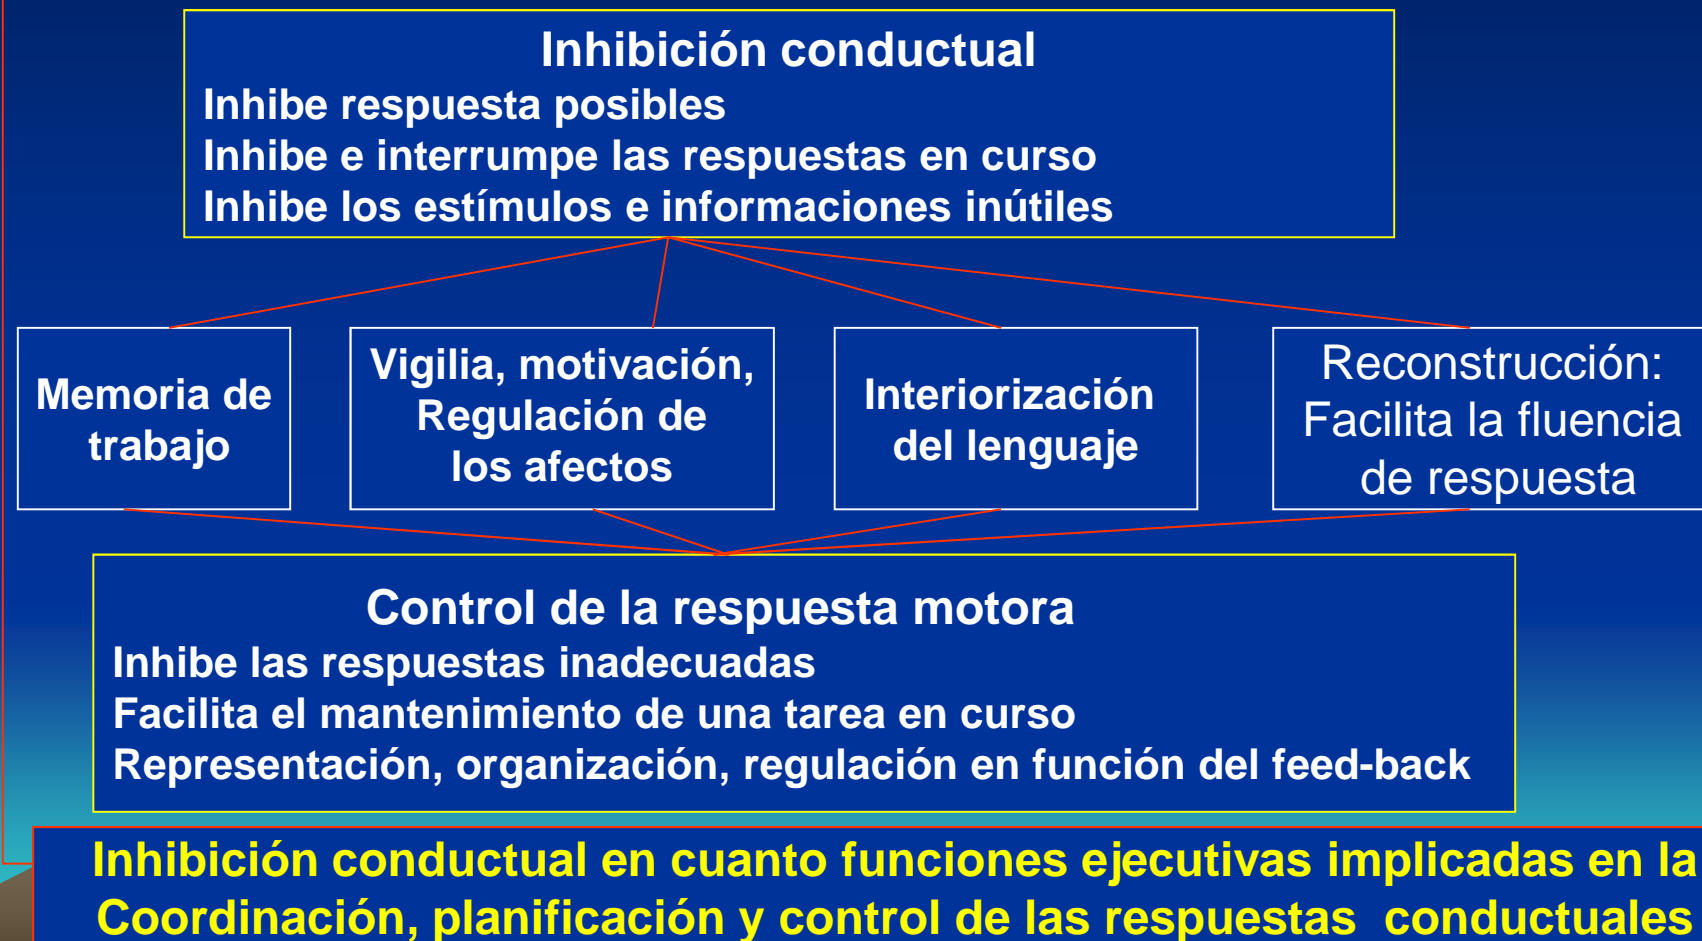 Inhibición conductual
Inhibe respuesta posibles
Inhibe e interrumpe las respuestas en curso
Inhibe los estímulos e informaciones inútiles
Memoria de
trabajo
Vigilia, motivación,
Regulación de
los afectos
Interiorización
del lenguaje
Reconstrucción:
Facilita la fluencia
de respuesta
Control de la respuesta motora
Inhibe las respuestas inadecuadas
Facilita el mantenimiento de una tarea en curso
Representación, organización, regulación en función del feed-back
Inhibición conductual en cuanto funciones ejecutivas implicadas en la
Coordinación, planificación y control de las respuestas conductuales